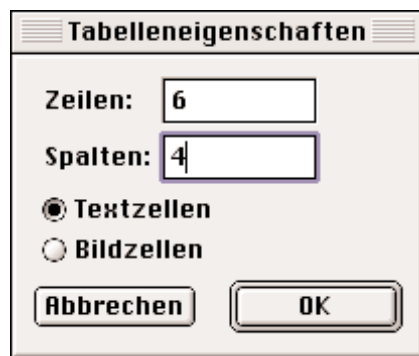 Tabelleneigenschaften
Zeilen: 6
Spalten: 4
Textzellen
Bildzellen
Abbrechen OK